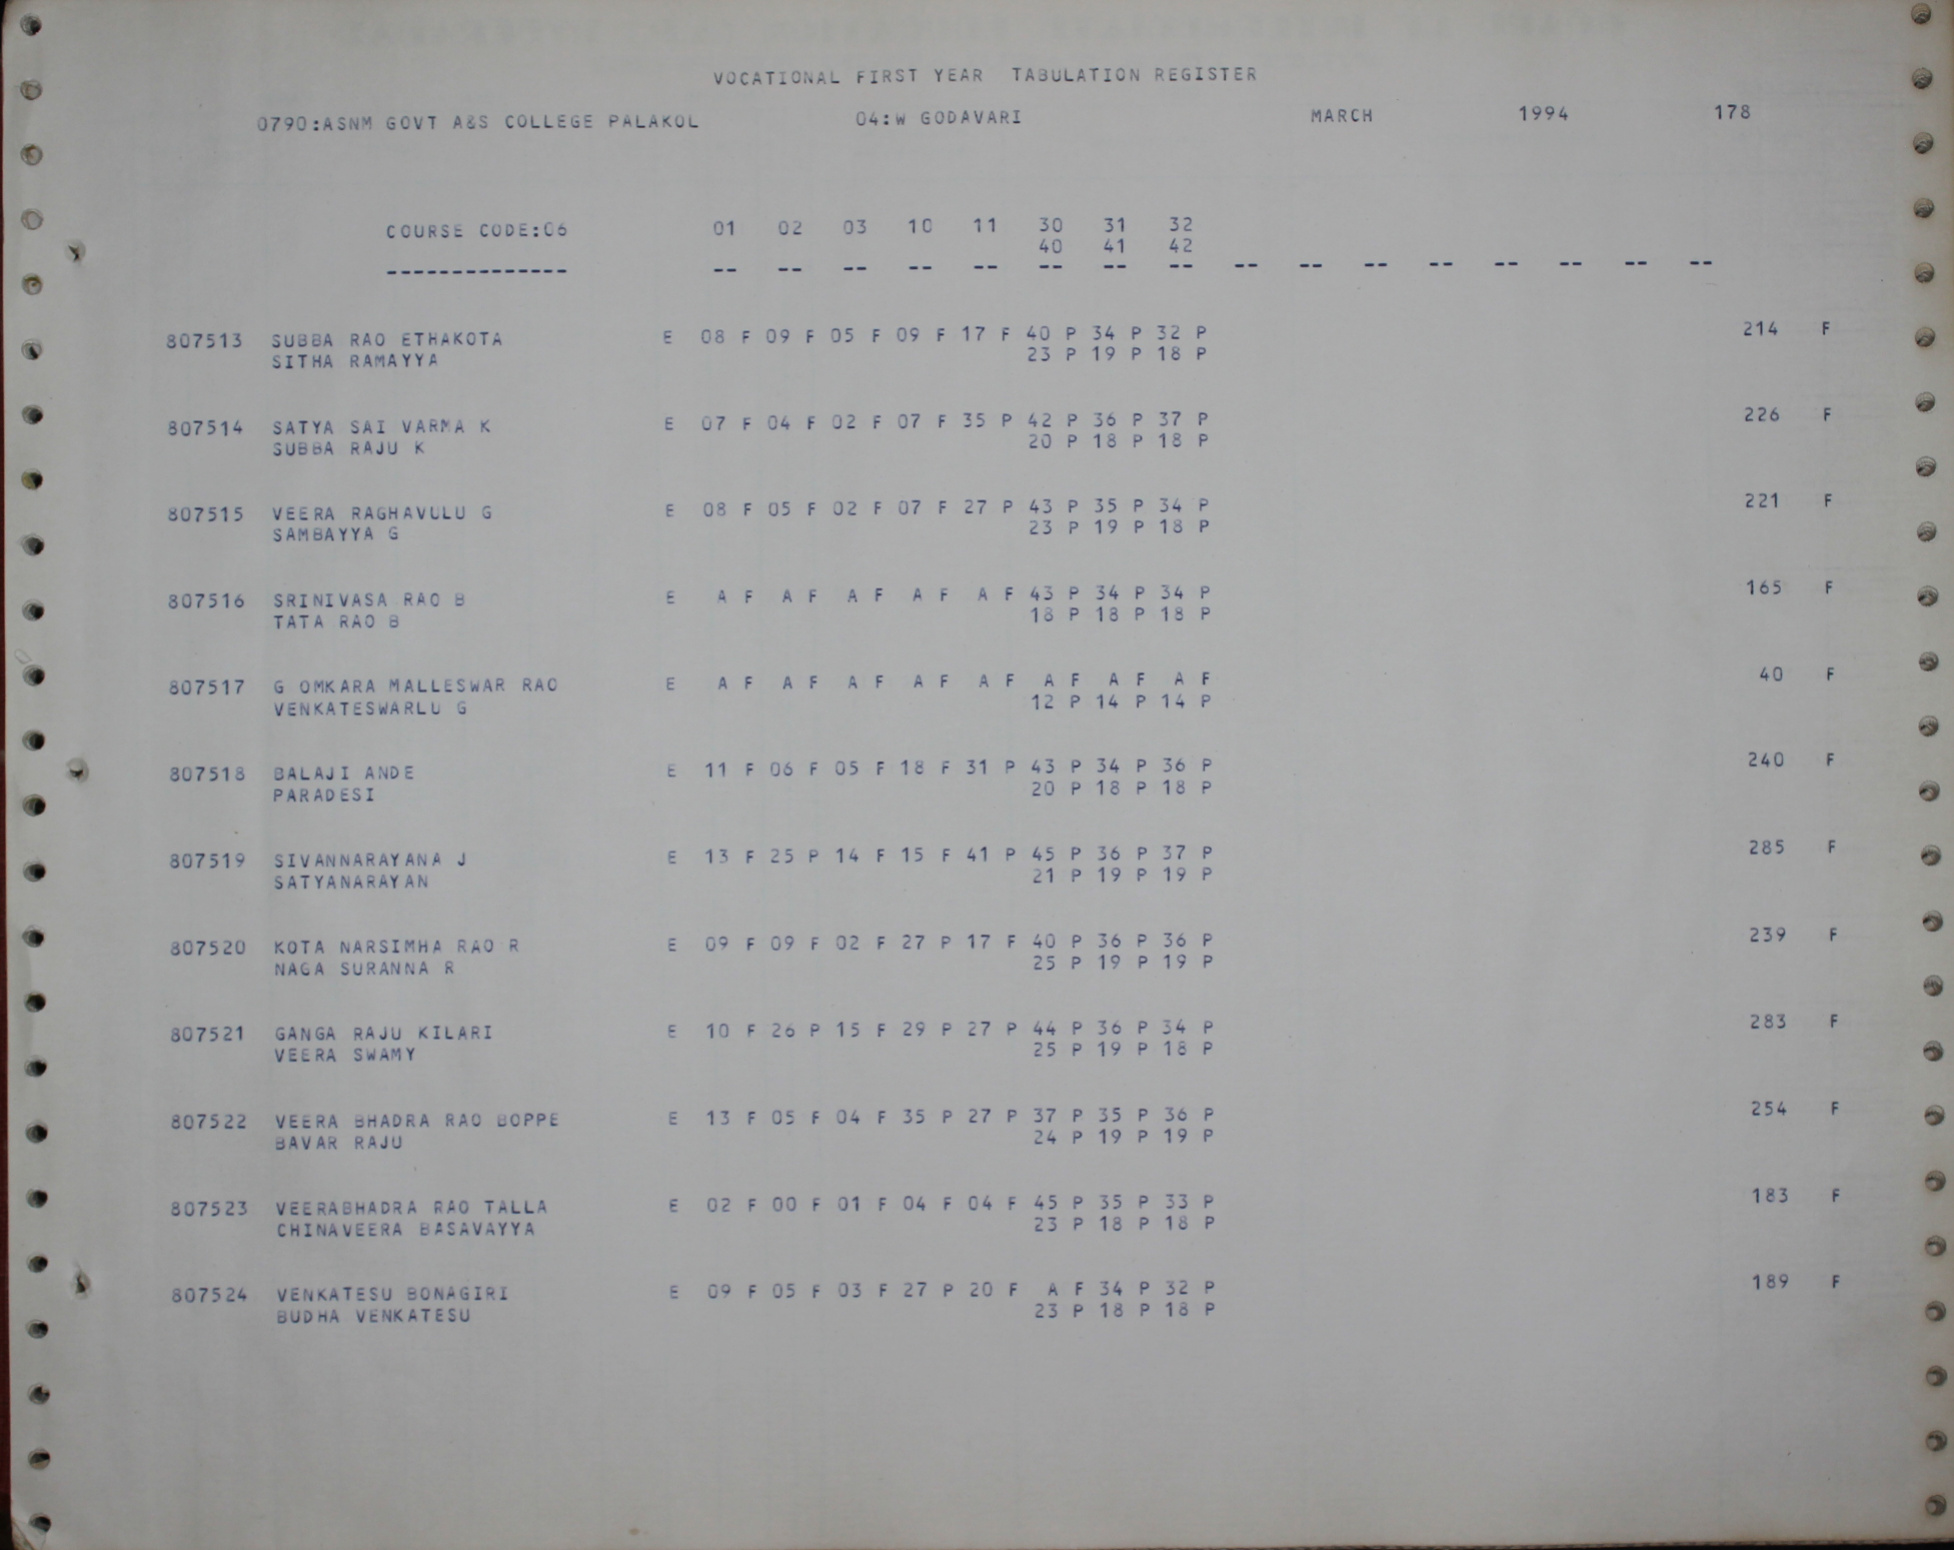 VOCATIONAL FIRST YEAR TABULATION REGISTER
0790:ASNM GOVT A&S COLLEGE PALAKOL 04:W GODAVARI MARCH 1994 178
COURSE CODE:06 01 02 03 10 11 30 31 32
40 41 42
-------------- -- -- -- -- -- -- -- -- -- -- -- -- -- -- -- --
807513 SUBBA RAO ETHAKOTA E 08 F 09 F 05 F 09 F 17 F 40 P 34 P 32 P 214 F
SITHA RAMAYYA 23 P 19 P 18 P
807514 SATYA SAI VARMA K E 07 F 04 F 02 F 07 F 35 P 42 P 36 P 37 P 226 F
SUBBA RAJU K 20 P 18 P 18 P
807515 VEERA RAGHAVULU G E 08 F 05 F 02 F 07 F 27 P 43 P 35 P 34 P 221 F
SAMBAYYA G 23 P 19 P 18 P
807516 SRINIVASA RAO B E A F A F A F A F A F 43 P 34 P 34 P 165 F
TATA RAO B 18 P 18 P 18 P
807517 G OMKARA MALLESWAR RAO E A F A F A F A F A F A F A F A F 40 F
VENKATESWARLU G 12 P 14 P 14 P
807518 BALAJI ANDE E 11 F 06 F 05 F 18 F 31 P 43 P 34 P 36 P 240 F
PARADESI 20 P 18 P 18 P
807519 SIVANNARAYANA J E 13 F 25 P 14 F 15 F 41 P 45 P 36 P 37 P 285 F
SATYANARAYAN 21 P 19 P 19 P
807520 KOTA NARSIMHA RAO R E 09 F 09 F 02 F 27 P 17 F 40 P 36 P 36 P 239 F
NAGA SURANNA R 25 P 19 P 19 P
807521 GANGA RAJU KILARI E 10 F 26 P 15 F 29 P 27 P 44 P 36 P 34 P 283 F
VEERA SWAMY 25 P 19 P 18 P
807522 VEERA BHADRA RAO BOPPE E 13 F 05 F 04 F 35 P 27 P 37 P 35 P 36 P 254 F
BAVAR RAJU 24 P 19 P 19 P
807523 VEERABHADRA RAO TALLA E 02 F 00 F 01 F 04 F 04 F 45 P 35 P 33 P 183 F
CHINAVEERA BASAVAYYA 23 P 18 P 18 P
807524 VENKATESU BONAGIRI E 09 F 05 F 03 F 27 P 20 F A F 34 P 32 P 189 F
BUDHA VENKATESU 23 P 18 P 18 P